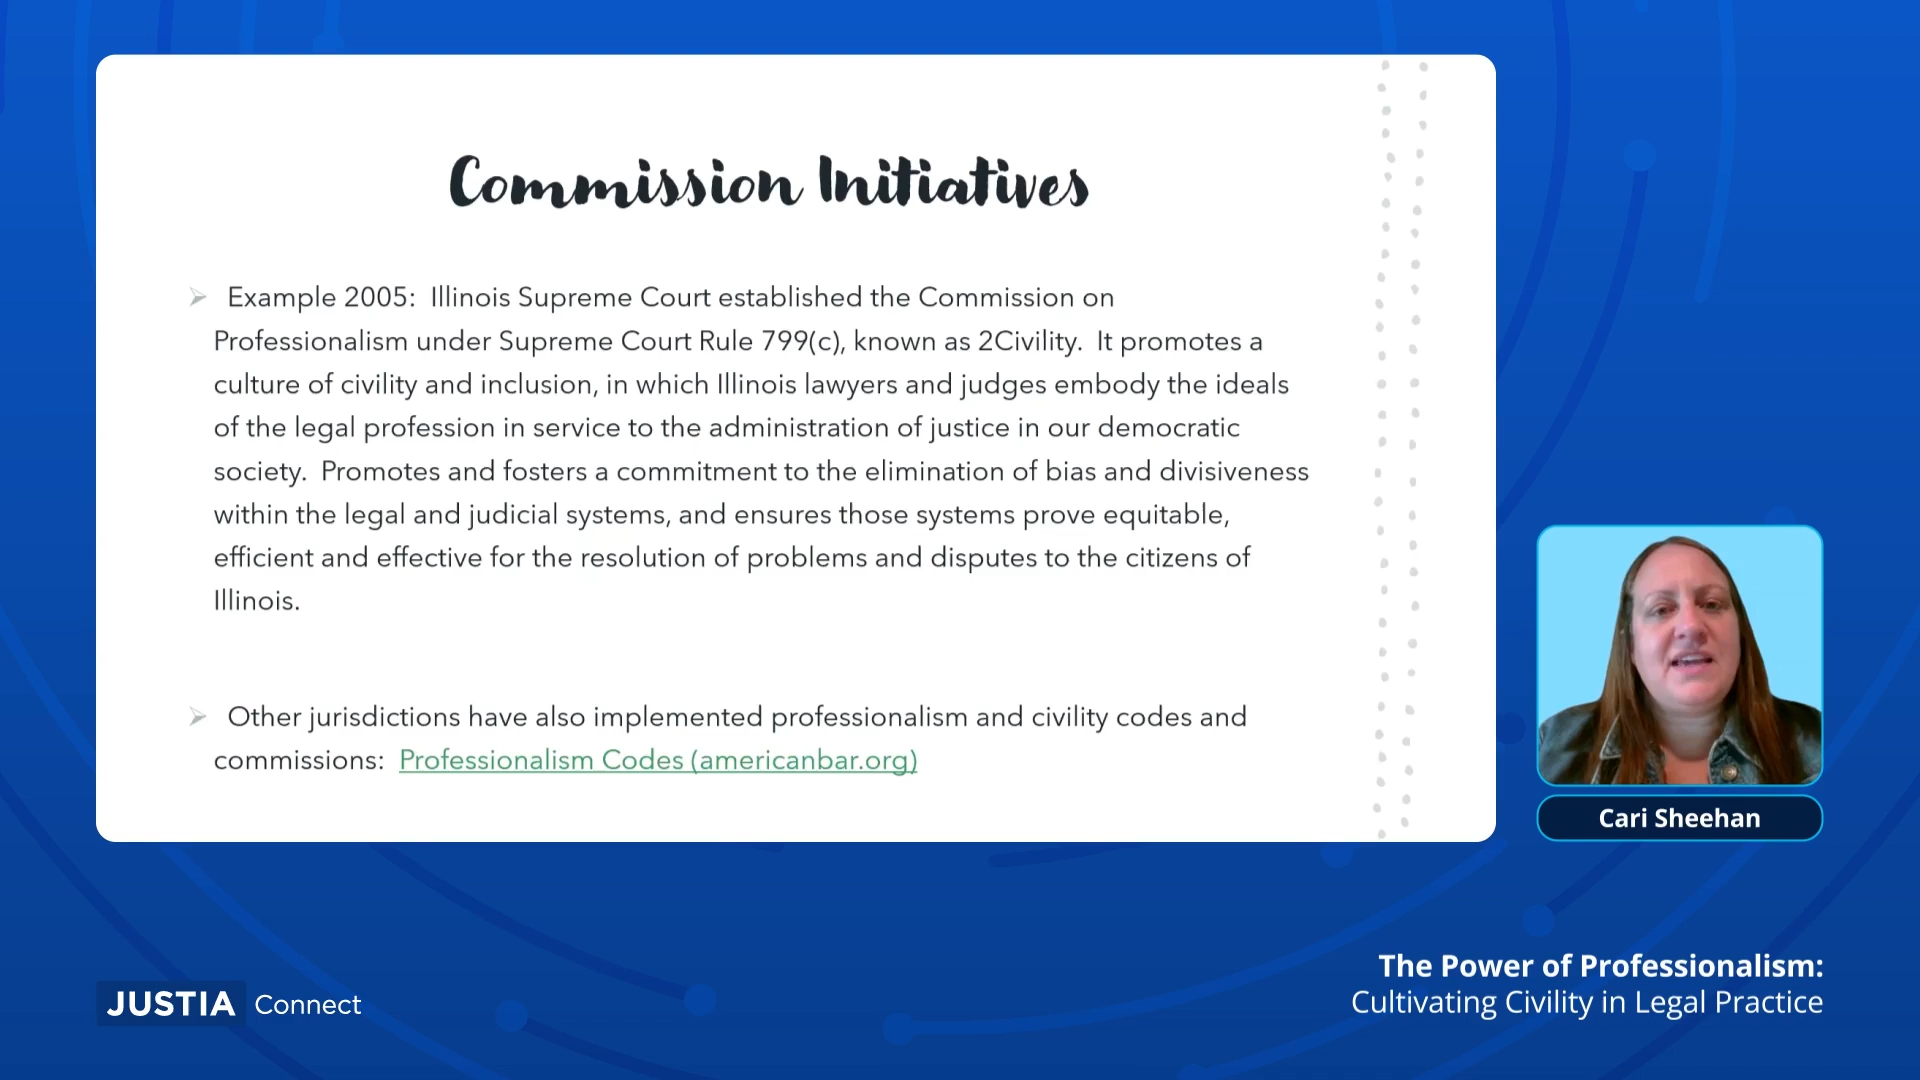 Commission Initiatives
Example 2005: Illinois Supreme Court established the Commission on
Professionalism under Supreme Court Rule 799(c), known as 2Civility. It promotes a
culture of civility and inclusion, in which Illinois lawyers and judges embody the ideals
of the legal profession in service to the administration of justice in our democratic
society. Promotes and fosters a commitment to the elimination of bias and divisiveness
within the legal and judicial systems, and ensures those systems prove equitable,
efficient and effective for the resolution of problems and disputes to the citizens of
Illinois.
Other jurisdictions have also implemented professionalism and civility codes and
commissions: Professionalism Codes (americanbar.org)
Cari Sheehan
The Power of Professionalism:
Cultivating Civility in Legal Practice
JUSTIA Connect